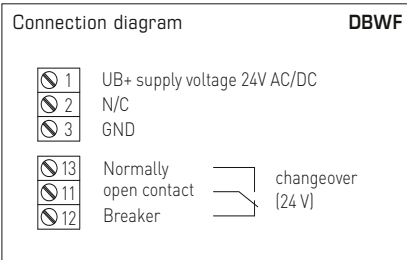 Connection diagram DBWF
1 UB+ supply voltage 24V AC/DC
2 N/C
3 GND
13 Normally
11 open contact
12 Breaker
changeover
(24 V)